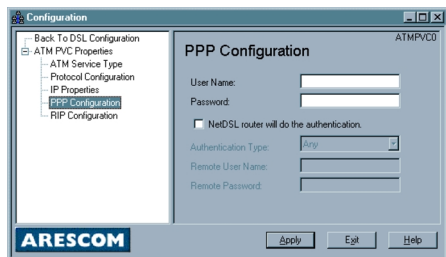 Configuration
Back To DSL Configuration
ATM PVC Properties
ATM Service Type
Protocol Configuration
IP Properties
PPP Configuration
RIP Configuration
ATMPVC0
PPP Configuration
User Name:
Password:
NetDSL router will do the authentication.
Authentication Type:
Any
Remote User Name:
Remote Password:
ARESCOM
Apply
Exit
Help